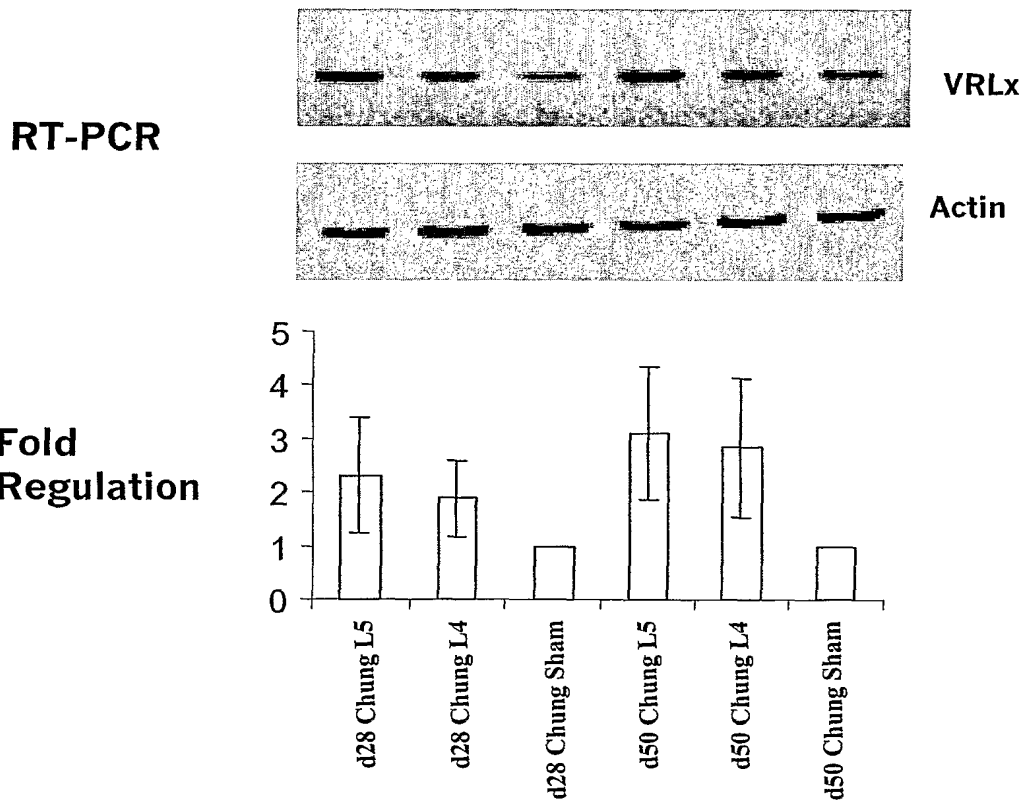 VRLx
RT-PCR
Actin
5
4
3
2
1
0
Fold
Regulation
d28 Chung L5
d28 Chung L4
d28 Chung Sham
d50 Chung L5
d50 Chung L4
d50 Chung Sham